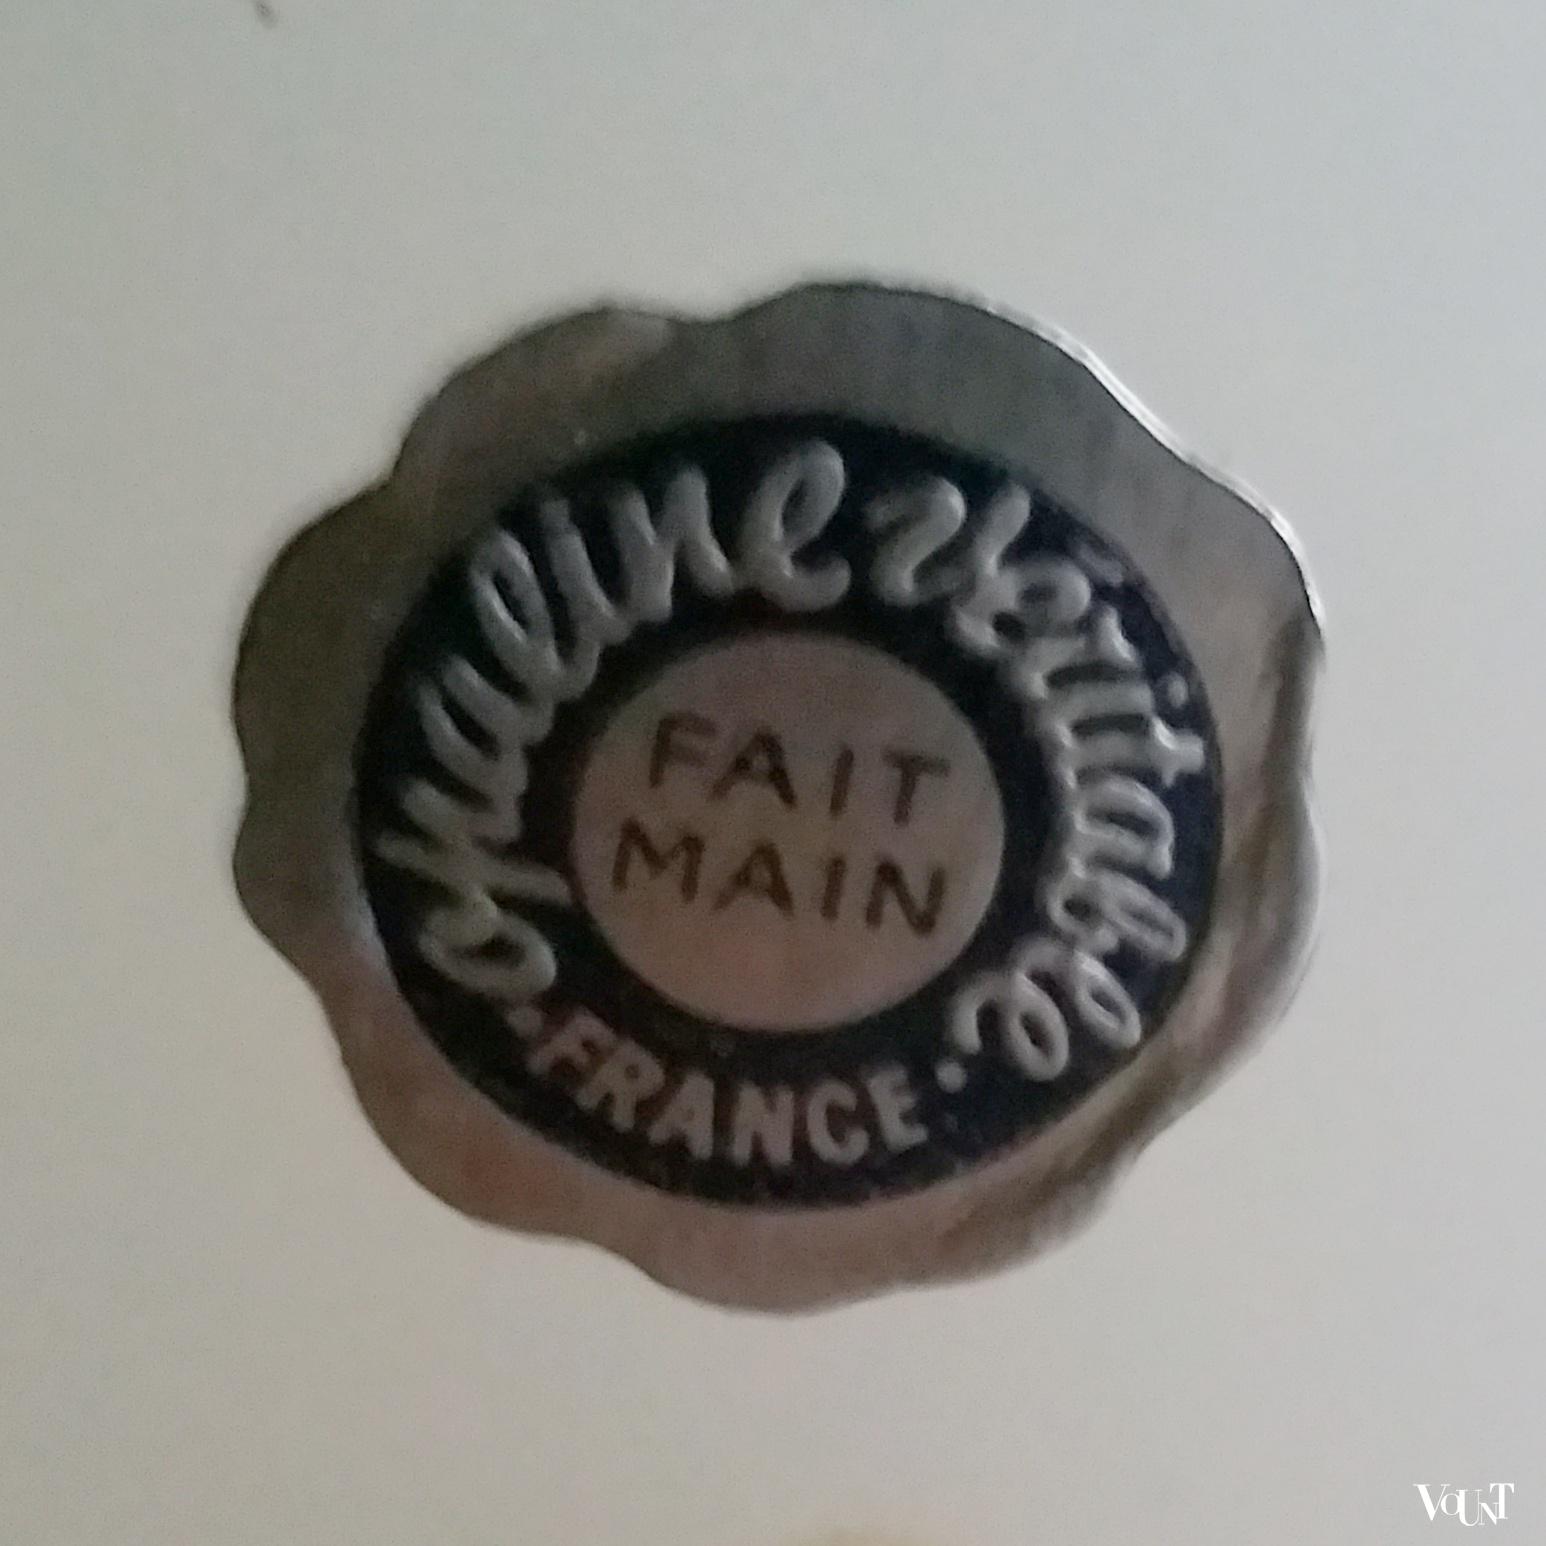 Opaline véritable
FAIT
MAIN
• FRANCE •
VOUNT